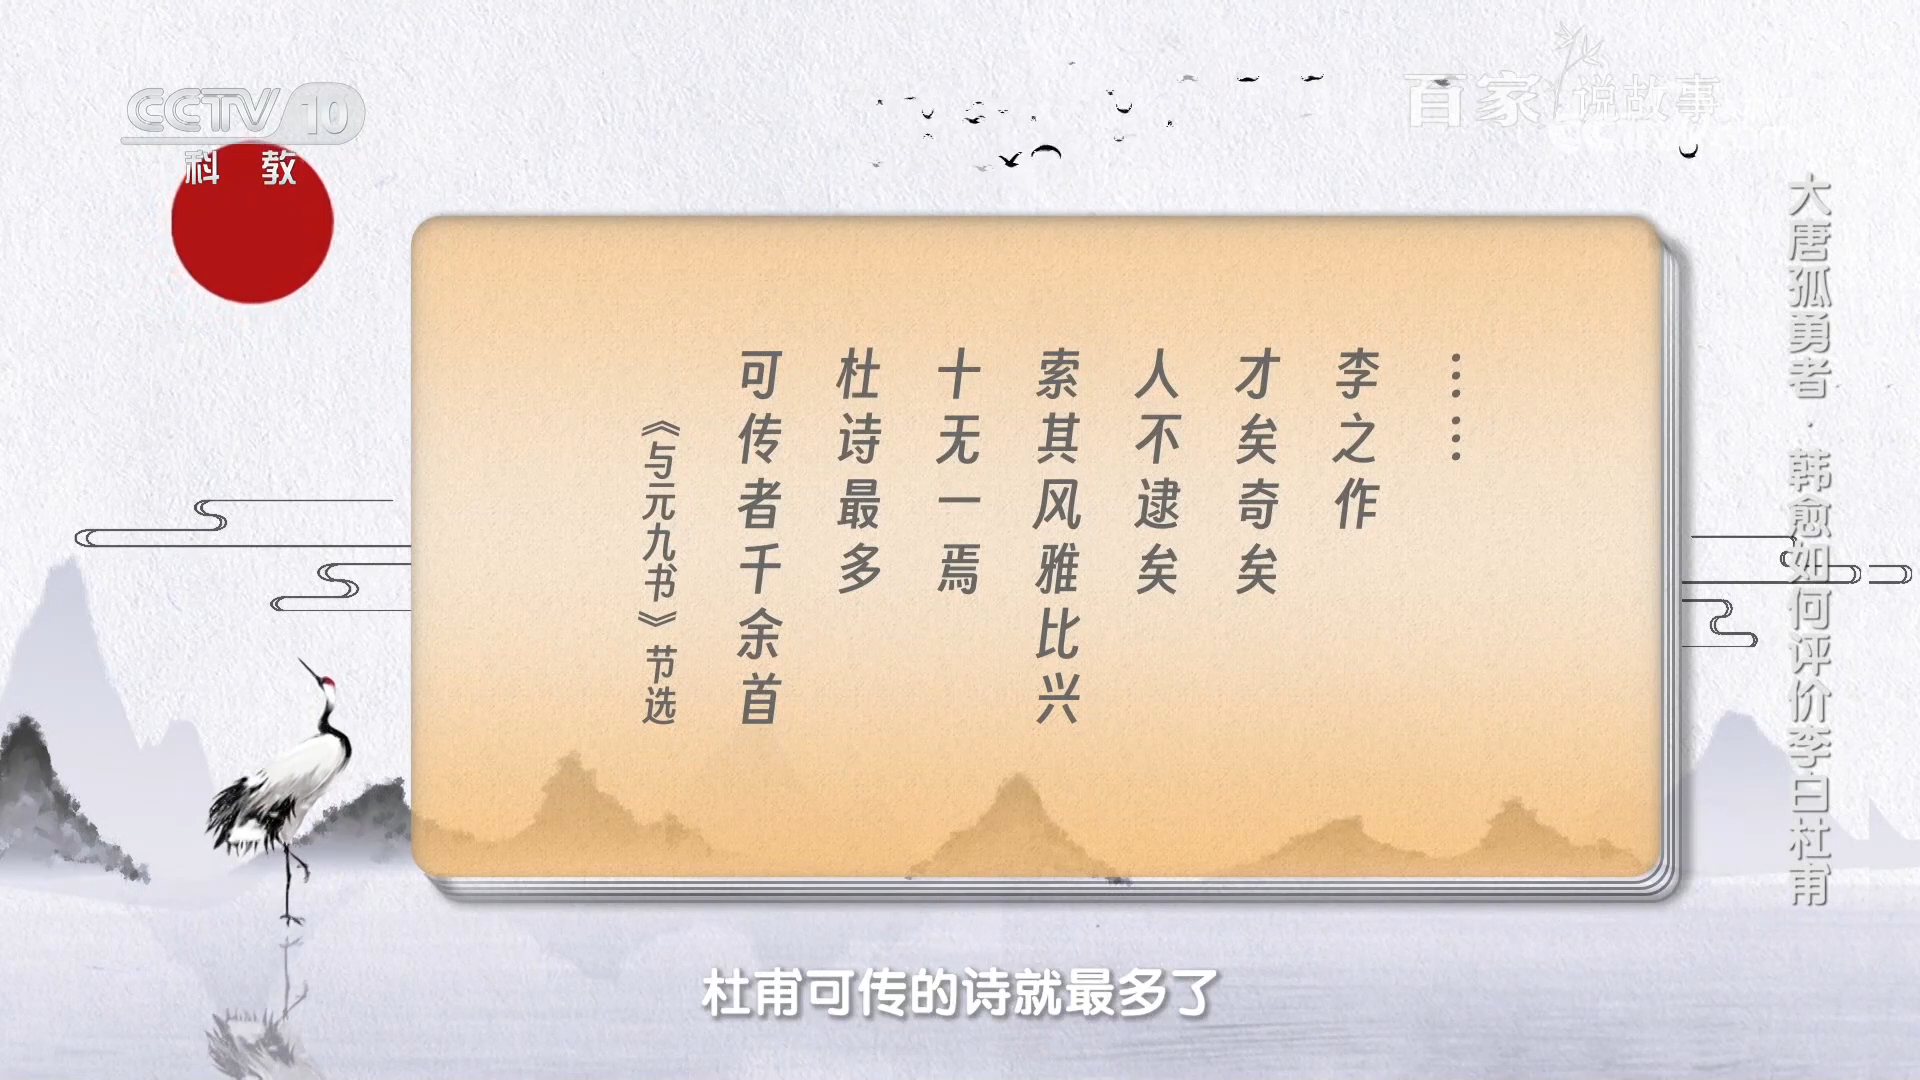 CCTV 10
科 教
百家说故事
大唐孤勇者·韩愈如何评价李白杜甫
……
李之作
才矣奇矣
人不逮矣
索其风雅比兴
十无一焉
杜诗最多
可传者千余首
《与元九书》节选
杜甫可传的诗就最多了